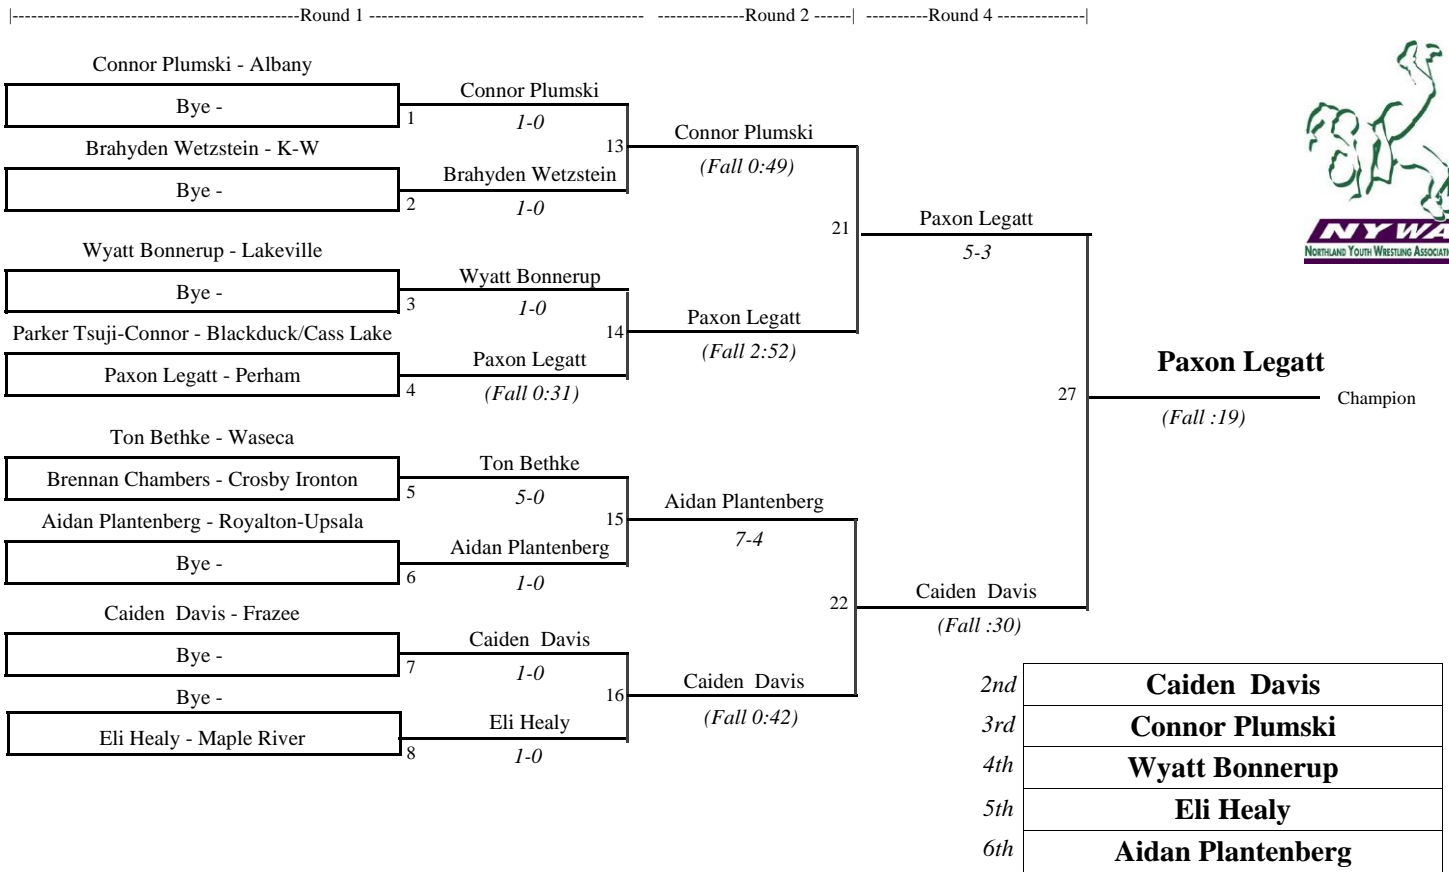 |--------------------------------------------------Round 1 ------------------------------------------------ ---------------Round 2 ------| ----------Round 4 --------------|
Connor Plumski - Albany
Bye -
1
Connor Plumski
1-0
Brahyden Wetzstein - K-W
Bye -
2
Brahyden Wetzstein
1-0
13
Connor Plumski
(Fall 0:49)
Wyatt Bonnerup - Lakeville
Bye -
3
Wyatt Bonnerup
1-0
Parker Tsuji-Connor - Blackduck/Cass Lake
Paxon Legatt - Perham
4
Paxon Legatt
(Fall 0:31)
14
Paxon Legatt
(Fall 2:52)
21
Paxon Legatt
5-3
Ton Bethke - Waseca
Brennan Chambers - Crosby Ironton
5
Ton Bethke
5-0
Aidan Plantenberg - Royalton-Upsala
Bye -
6
Aidan Plantenberg
1-0
15
Aidan Plantenberg
7-4
Caiden  Davis - Frazee
Bye -
7
Caiden  Davis
1-0
Bye -
Eli Healy - Maple River
8
Eli Healy
1-0
16
Caiden  Davis
(Fall 0:42)
22
Caiden  Davis
(Fall :30)
27
Paxon Legatt
(Fall :19)
Champion
NYWA
NORTHLAND YOUTH WRESTLING ASSOCIATI
2nd Caiden  Davis
3rd Connor Plumski
4th Wyatt Bonnerup
5th Eli Healy
6th Aidan Plantenberg